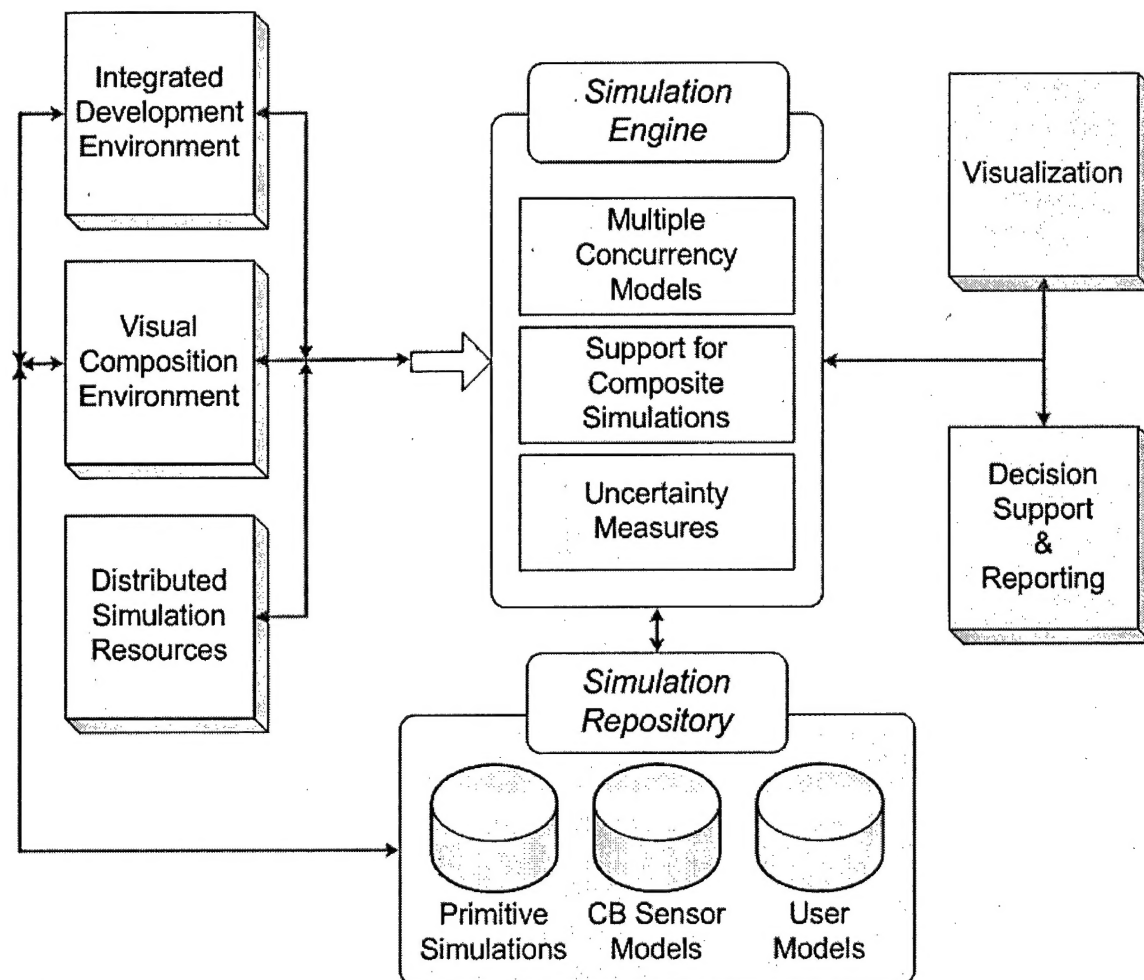 Integrated
Development
Environment
Visual
Composition
Environment
Distributed
Simulation
Resources
Simulation
Engine
Multiple
Concurrency
Models
Support for
Composite
Simulations
Uncertainty
Measures
Visualization
Decision
Support
&
Reporting
Simulation
Repository
Primitive
Simulations
CB Sensor
Models
User
Models